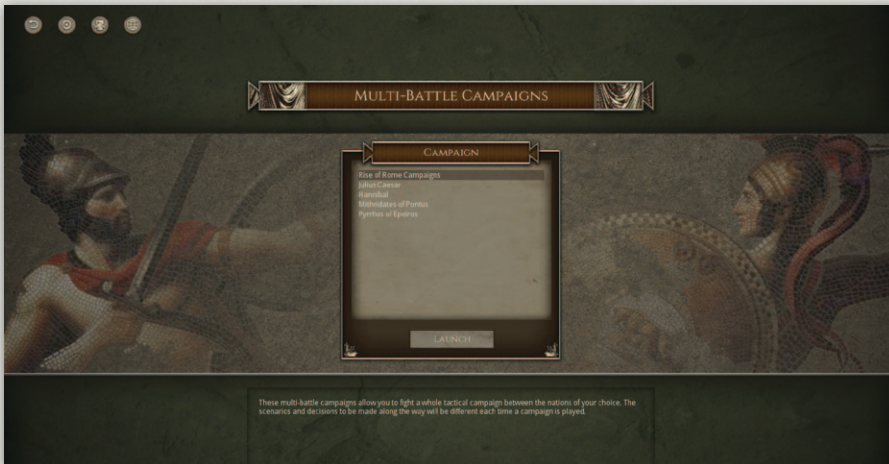 MULTI-BATTLE CAMPAIGNS
CAMPAIGN
Rise of Rome Campaigns
Julius Caesar
Hannibal
Mithridates of Pontus
Pyrrhus of Epeiros
LAUNCH
These multi-battle campaigns allow you to fight a whole tactical campaign between the nations of your choice. The
scenarios and decisions to be made along the way will be different each time a campaign is played.